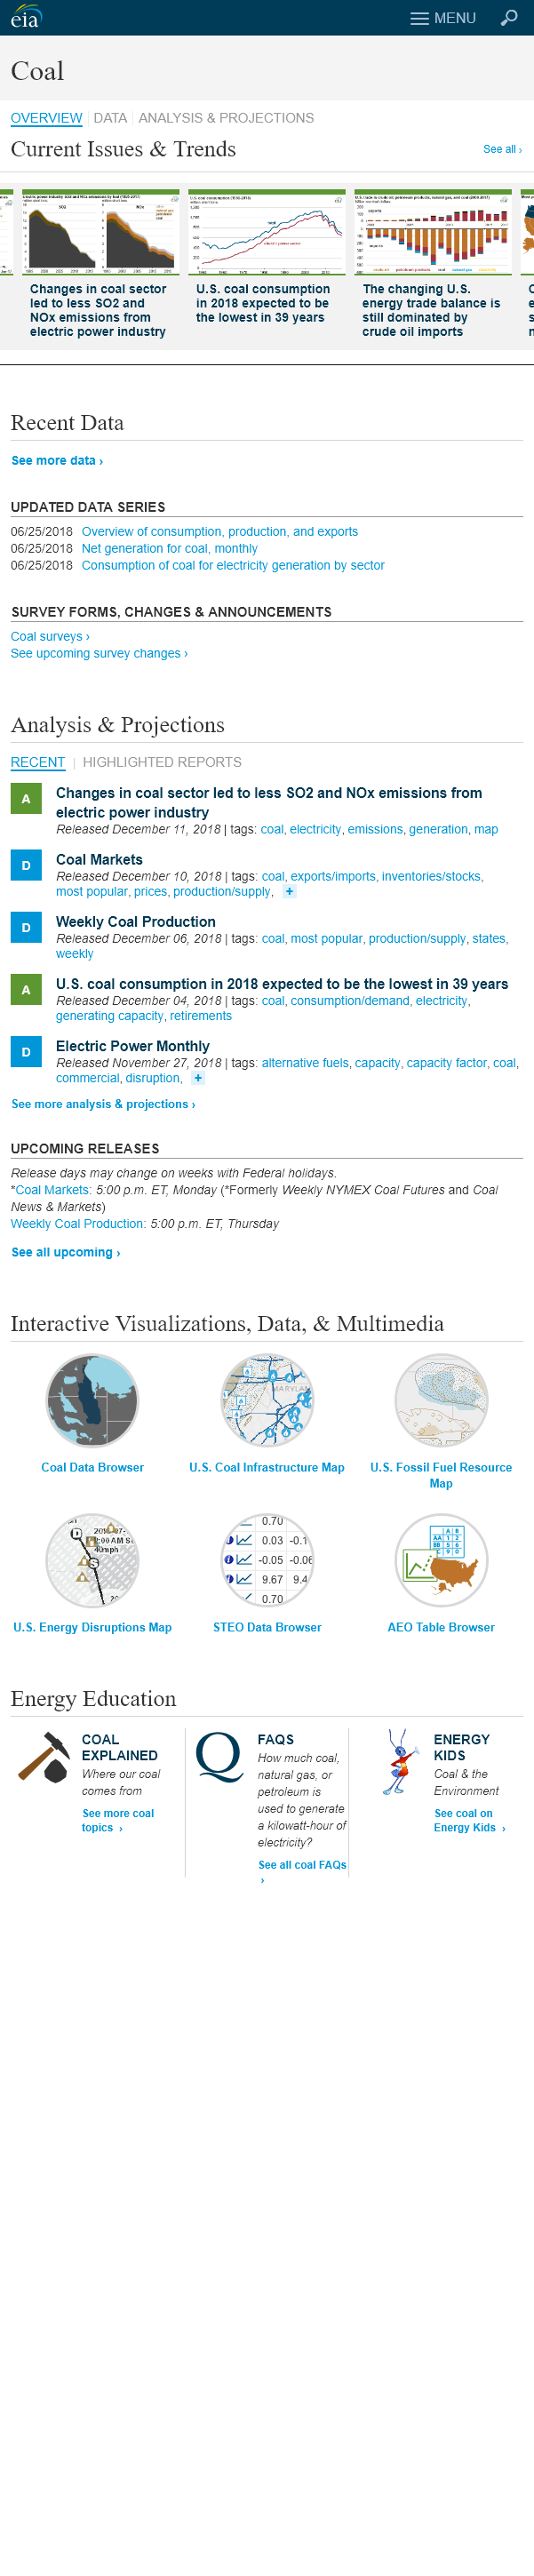 eia
MENU
Coal
OVERVIEW DATA ANALYSIS & PROJECTIONS
Current Issues & Trends
See all ›
Changes in coal sector
led to less SO2 and
NOx emissions from
electric power industry
U.S. coal consumption
in 2018 expected to be
the lowest in 39 years
The changing U.S.
energy trade balance is
still dominated by
crude oil imports
Recent Data
See more data ›
UPDATED DATA SERIES
06/25/2018 Overview of consumption, production, and exports
06/25/2018 Net generation for coal, monthly
06/25/2018 Consumption of coal for electricity generation by sector
SURVEY FORMS, CHANGES & ANNOUNCEMENTS
Coal surveys ›
See upcoming survey changes ›
Analysis & Projections
RECENT | HIGHLIGHTED REPORTS
A
Changes in coal sector led to less SO2 and NOx emissions from
electric power industry
Released December 11, 2018 | tags: coal, electricity, emissions, generation, map
D
Coal Markets
Released December 10, 2018 | tags: coal, exports/imports, inventories/stocks,
most popular, prices, production/supply, +
D
Weekly Coal Production
Released December 06, 2018 | tags: coal, most popular, production/supply, states,
weekly
A
U.S. coal consumption in 2018 expected to be the lowest in 39 years
Released December 04, 2018 | tags: coal, consumption/demand, electricity,
generating capacity, retirements
D
Electric Power Monthly
Released November 27, 2018 | tags: alternative fuels, capacity, capacity factor, coal,
commercial, disruption, +
See more analysis & projections ›
UPCOMING RELEASES
Release days may change on weeks with Federal holidays.
*Coal Markets: 5:00 p.m. ET, Monday (*Formerly Weekly NYMEX Coal Futures and Coal
News & Markets)
Weekly Coal Production: 5:00 p.m. ET, Thursday
See all upcoming ›
Interactive Visualizations, Data, & Multimedia
Coal Data Browser
U.S. Coal Infrastructure Map
U.S. Fossil Fuel Resource
Map
0.70
0.03 -0.1
-0.05 -0.06
9.67 9.4
0.70
U.S. Energy Disruptions Map
STEO Data Browser
AEO Table Browser
Energy Education
COAL
EXPLAINED
Where our coal
comes from
See more coal
topics ›
Q
FAQS
How much coal,
natural gas, or
petroleum is
used to generate
a kilowatt-hour of
electricity?
See all coal FAQs
›
ENERGY
KIDS
Coal & the
Environment
See coal on
Energy Kids ›